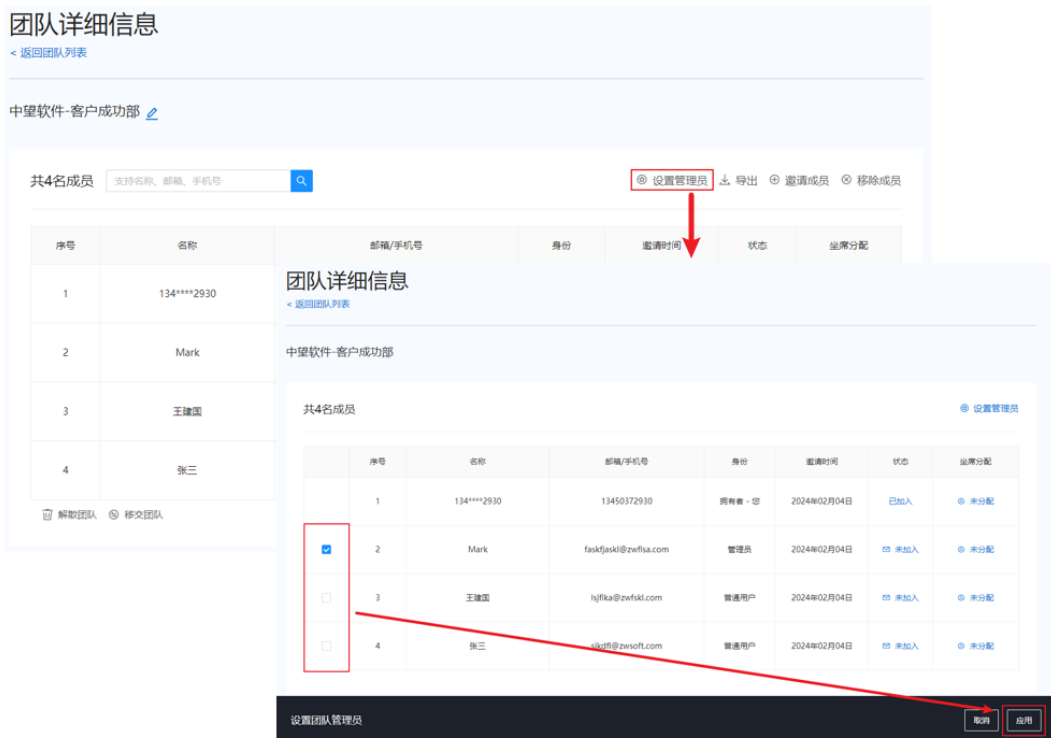 团队详细信息
< 返回团队列表
中望软件-客户成功部
共4名成员 支持名称、邮箱、手机号 设置管理员 导出 邀请成员 移除成员
序号 名称 邮箱/手机号 身份 邀请时间 状态 坐席分配
1 134****2930
2 Mark
3 王建国
4 张三
解散团队 移交团队
团队详细信息
< 返回团队列表
中望软件-客户成功部
共4名成员 设置管理员
序号 名称 邮箱/手机号 身份 邀请时间 状态 坐席分配
1 134****2930 13450372930 拥有者 - 您 2024年02月04日 已加入 未分配
2 Mark faskfjaskl@zwflsa.com 管理员 2024年02月04日 未加入 未分配
3 王建国 lsjflka@zwfskl.com 普通用户 2024年02月04日 未加入 未分配
4 张三 sjkdfl@zwsoft.com 普通用户 2024年02月04日 未加入 未分配
设置团队管理员 取消 应用